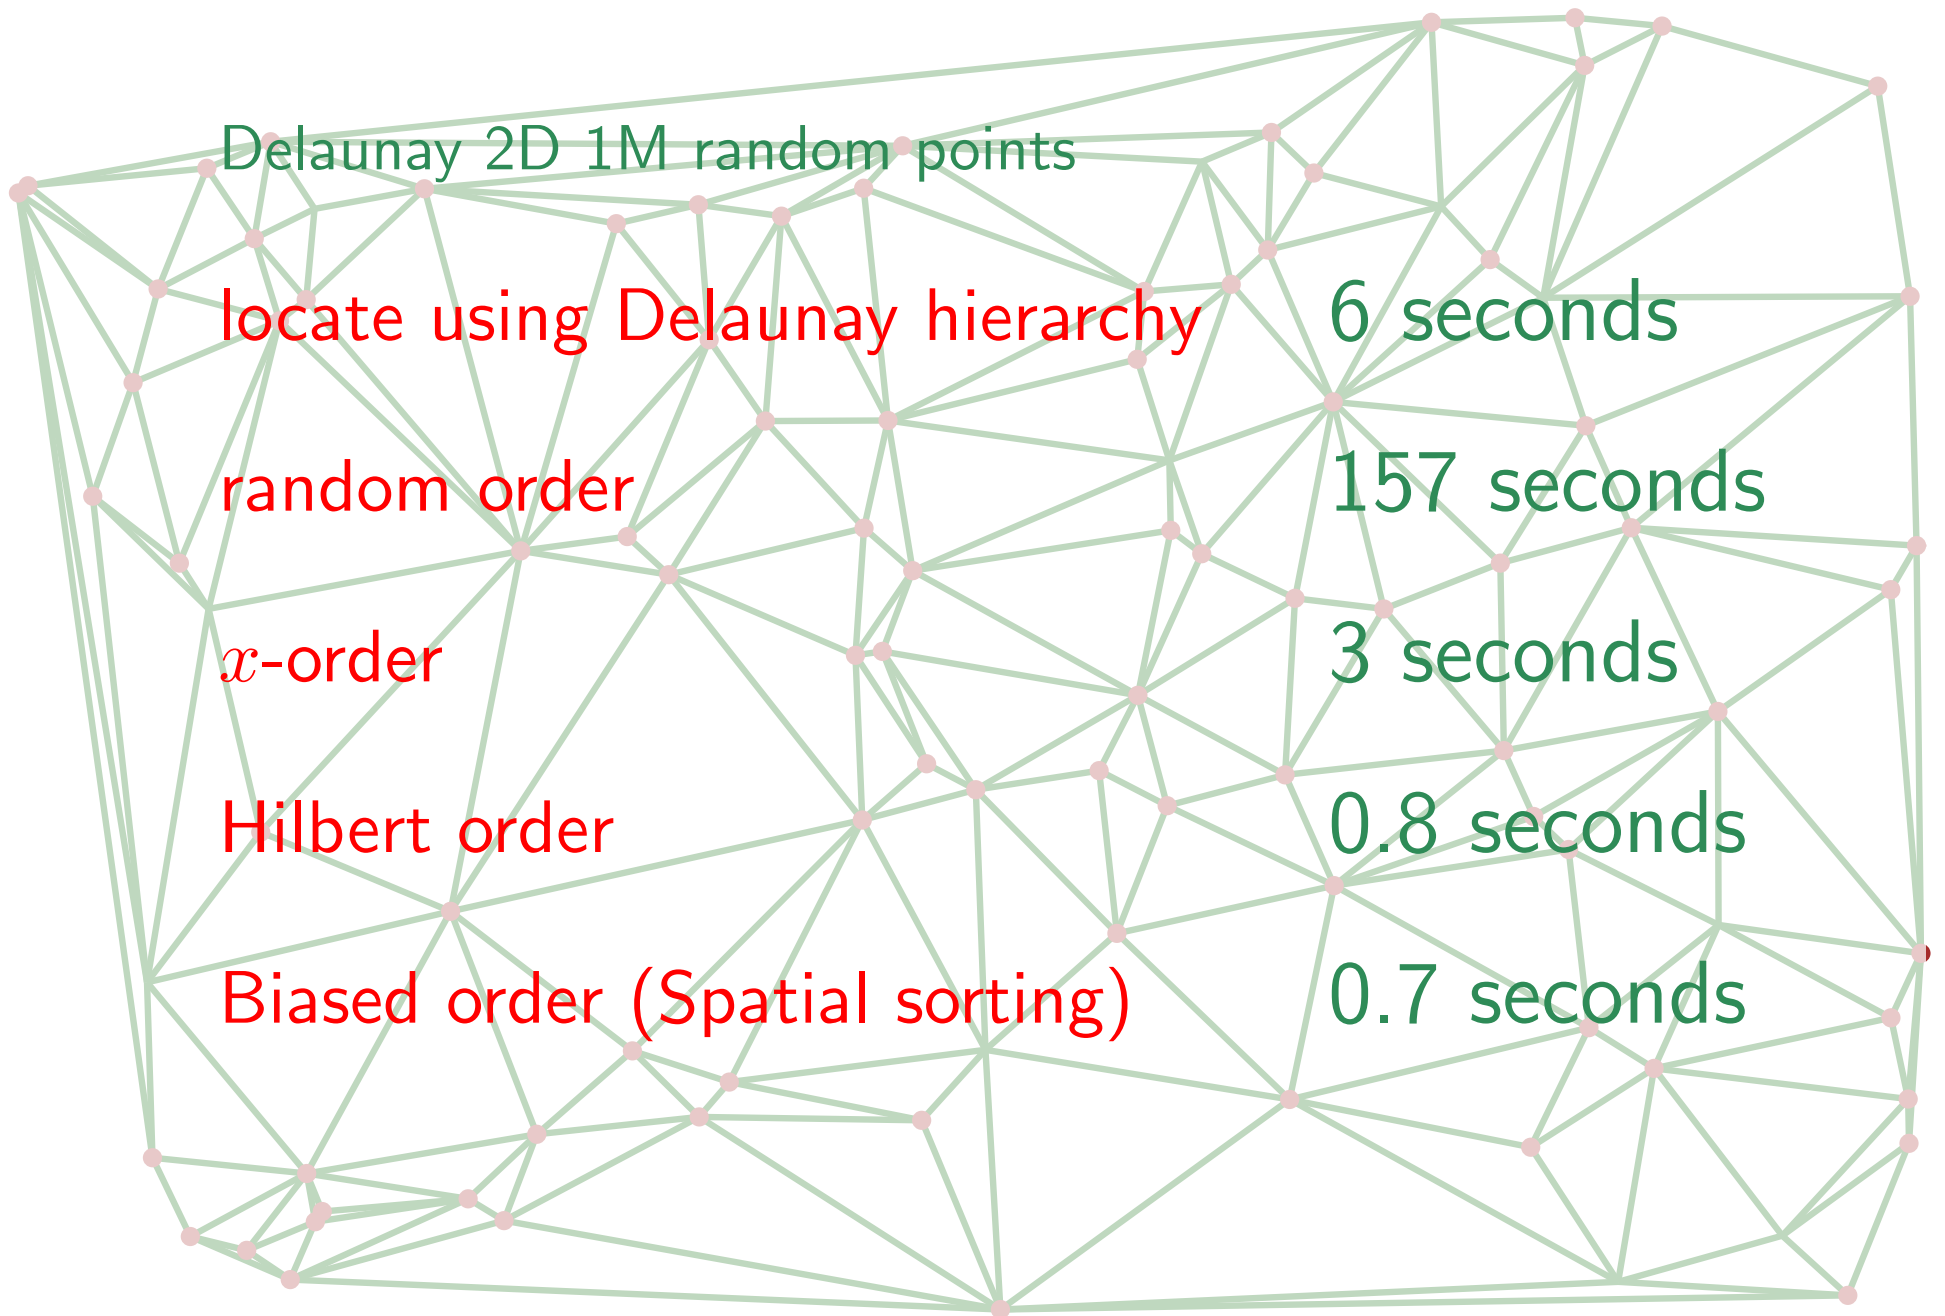 Delaunay 2D 1M random points
locate using Delaunay hierarchy 6 seconds
random order 157 seconds
x-order 3 seconds
Hilbert order 0.8 seconds
Biased order (Spatial sorting) 0.7 seconds